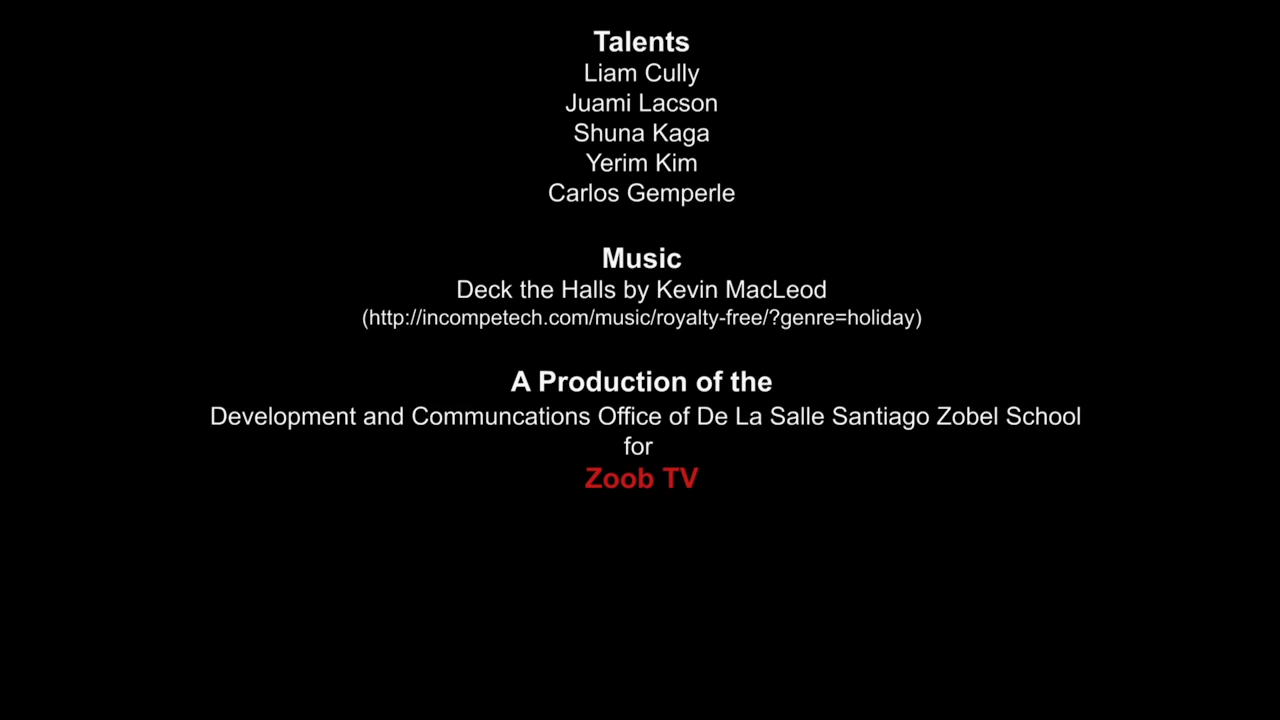 Talents
Liam Cully
Juami Lacson
Shuna Kaga
Yerim Kim
Carlos Gemperle
Music
Deck the Halls by Kevin MacLeod
(http://incompetech.com/music/royalty-free/?genre=holiday)
A Production of the
Development and Communcations Office of De La Salle Santiago Zobel School
for
Zoob TV